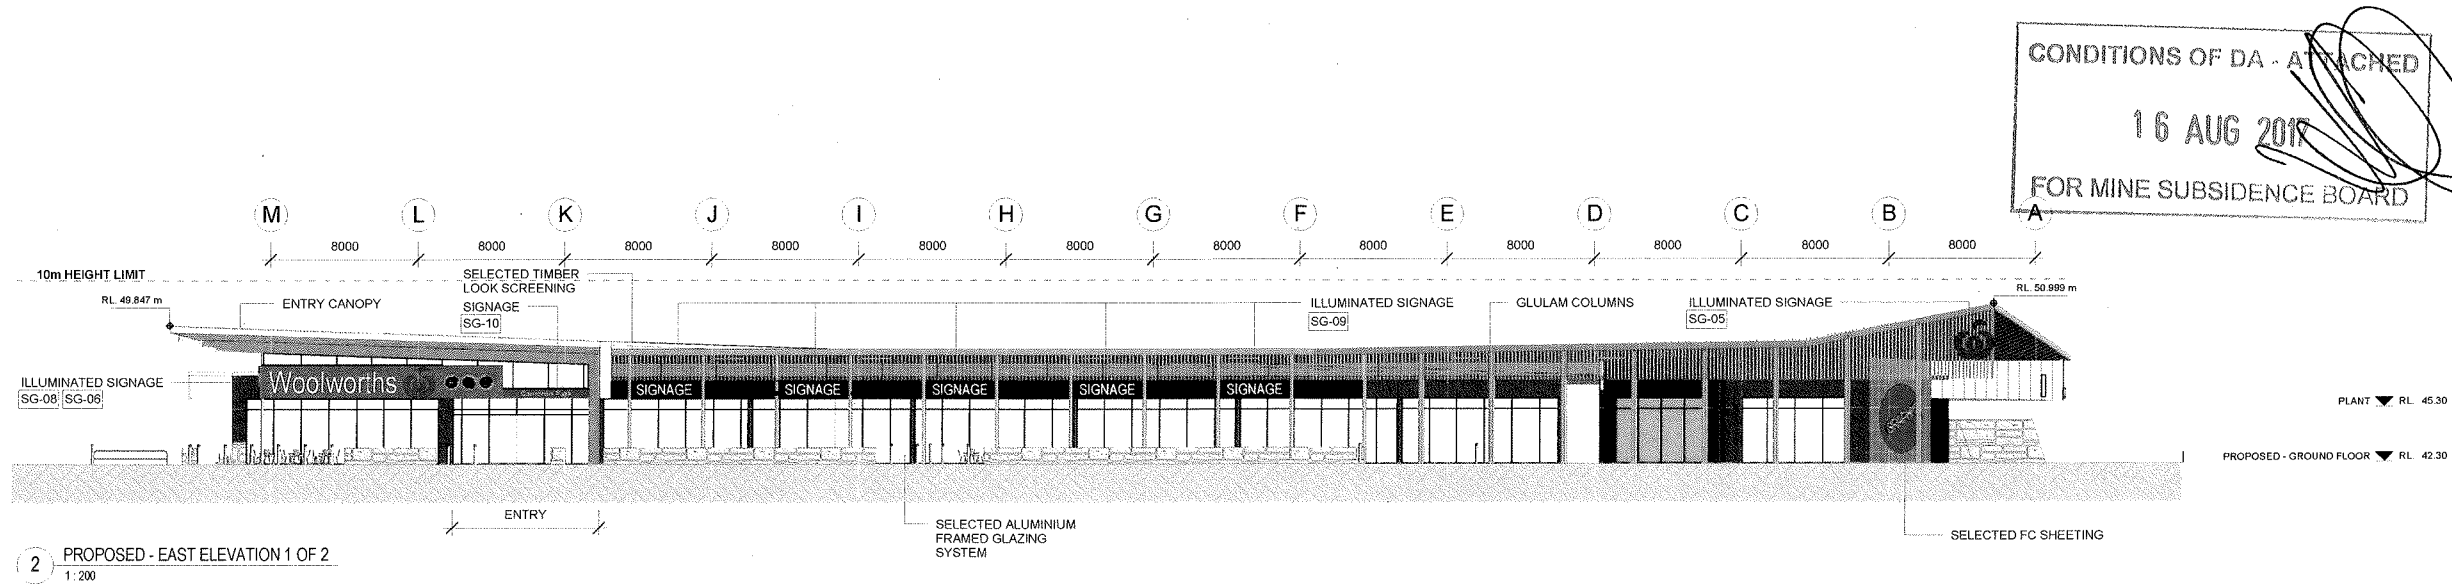 CONDITIONS OF DA - ATTACHED
16 AUG 2017
FOR MINE SUBSIDENCE BOARD
M L K J I H G F E D C B A
8000 8000 8000 8000 8000 8000 8000 8000 8000 8000 8000 8000
10m HEIGHT LIMIT
RL. 49.847 m
ENTRY CANOPY
SELECTED TIMBER
LOOK SCREENING
SIGNAGE
SG-10
ILLUMINATED SIGNAGE
SG-09
GLULAM COLUMNS
ILLUMINATED SIGNAGE
SG-05
RL. 50.999 m
ILLUMINATED SIGNAGE
SG-08 SG-06
Woolworths
SIGNAGE SIGNAGE SIGNAGE SIGNAGE SIGNAGE
PLANT RL. 45.30
PROPOSED - GROUND FLOOR RL. 42.30
ENTRY
SELECTED ALUMINIUM
FRAMED GLAZING
SYSTEM
SELECTED FC SHEETING
2 PROPOSED - EAST ELEVATION 1 OF 2
1 : 200